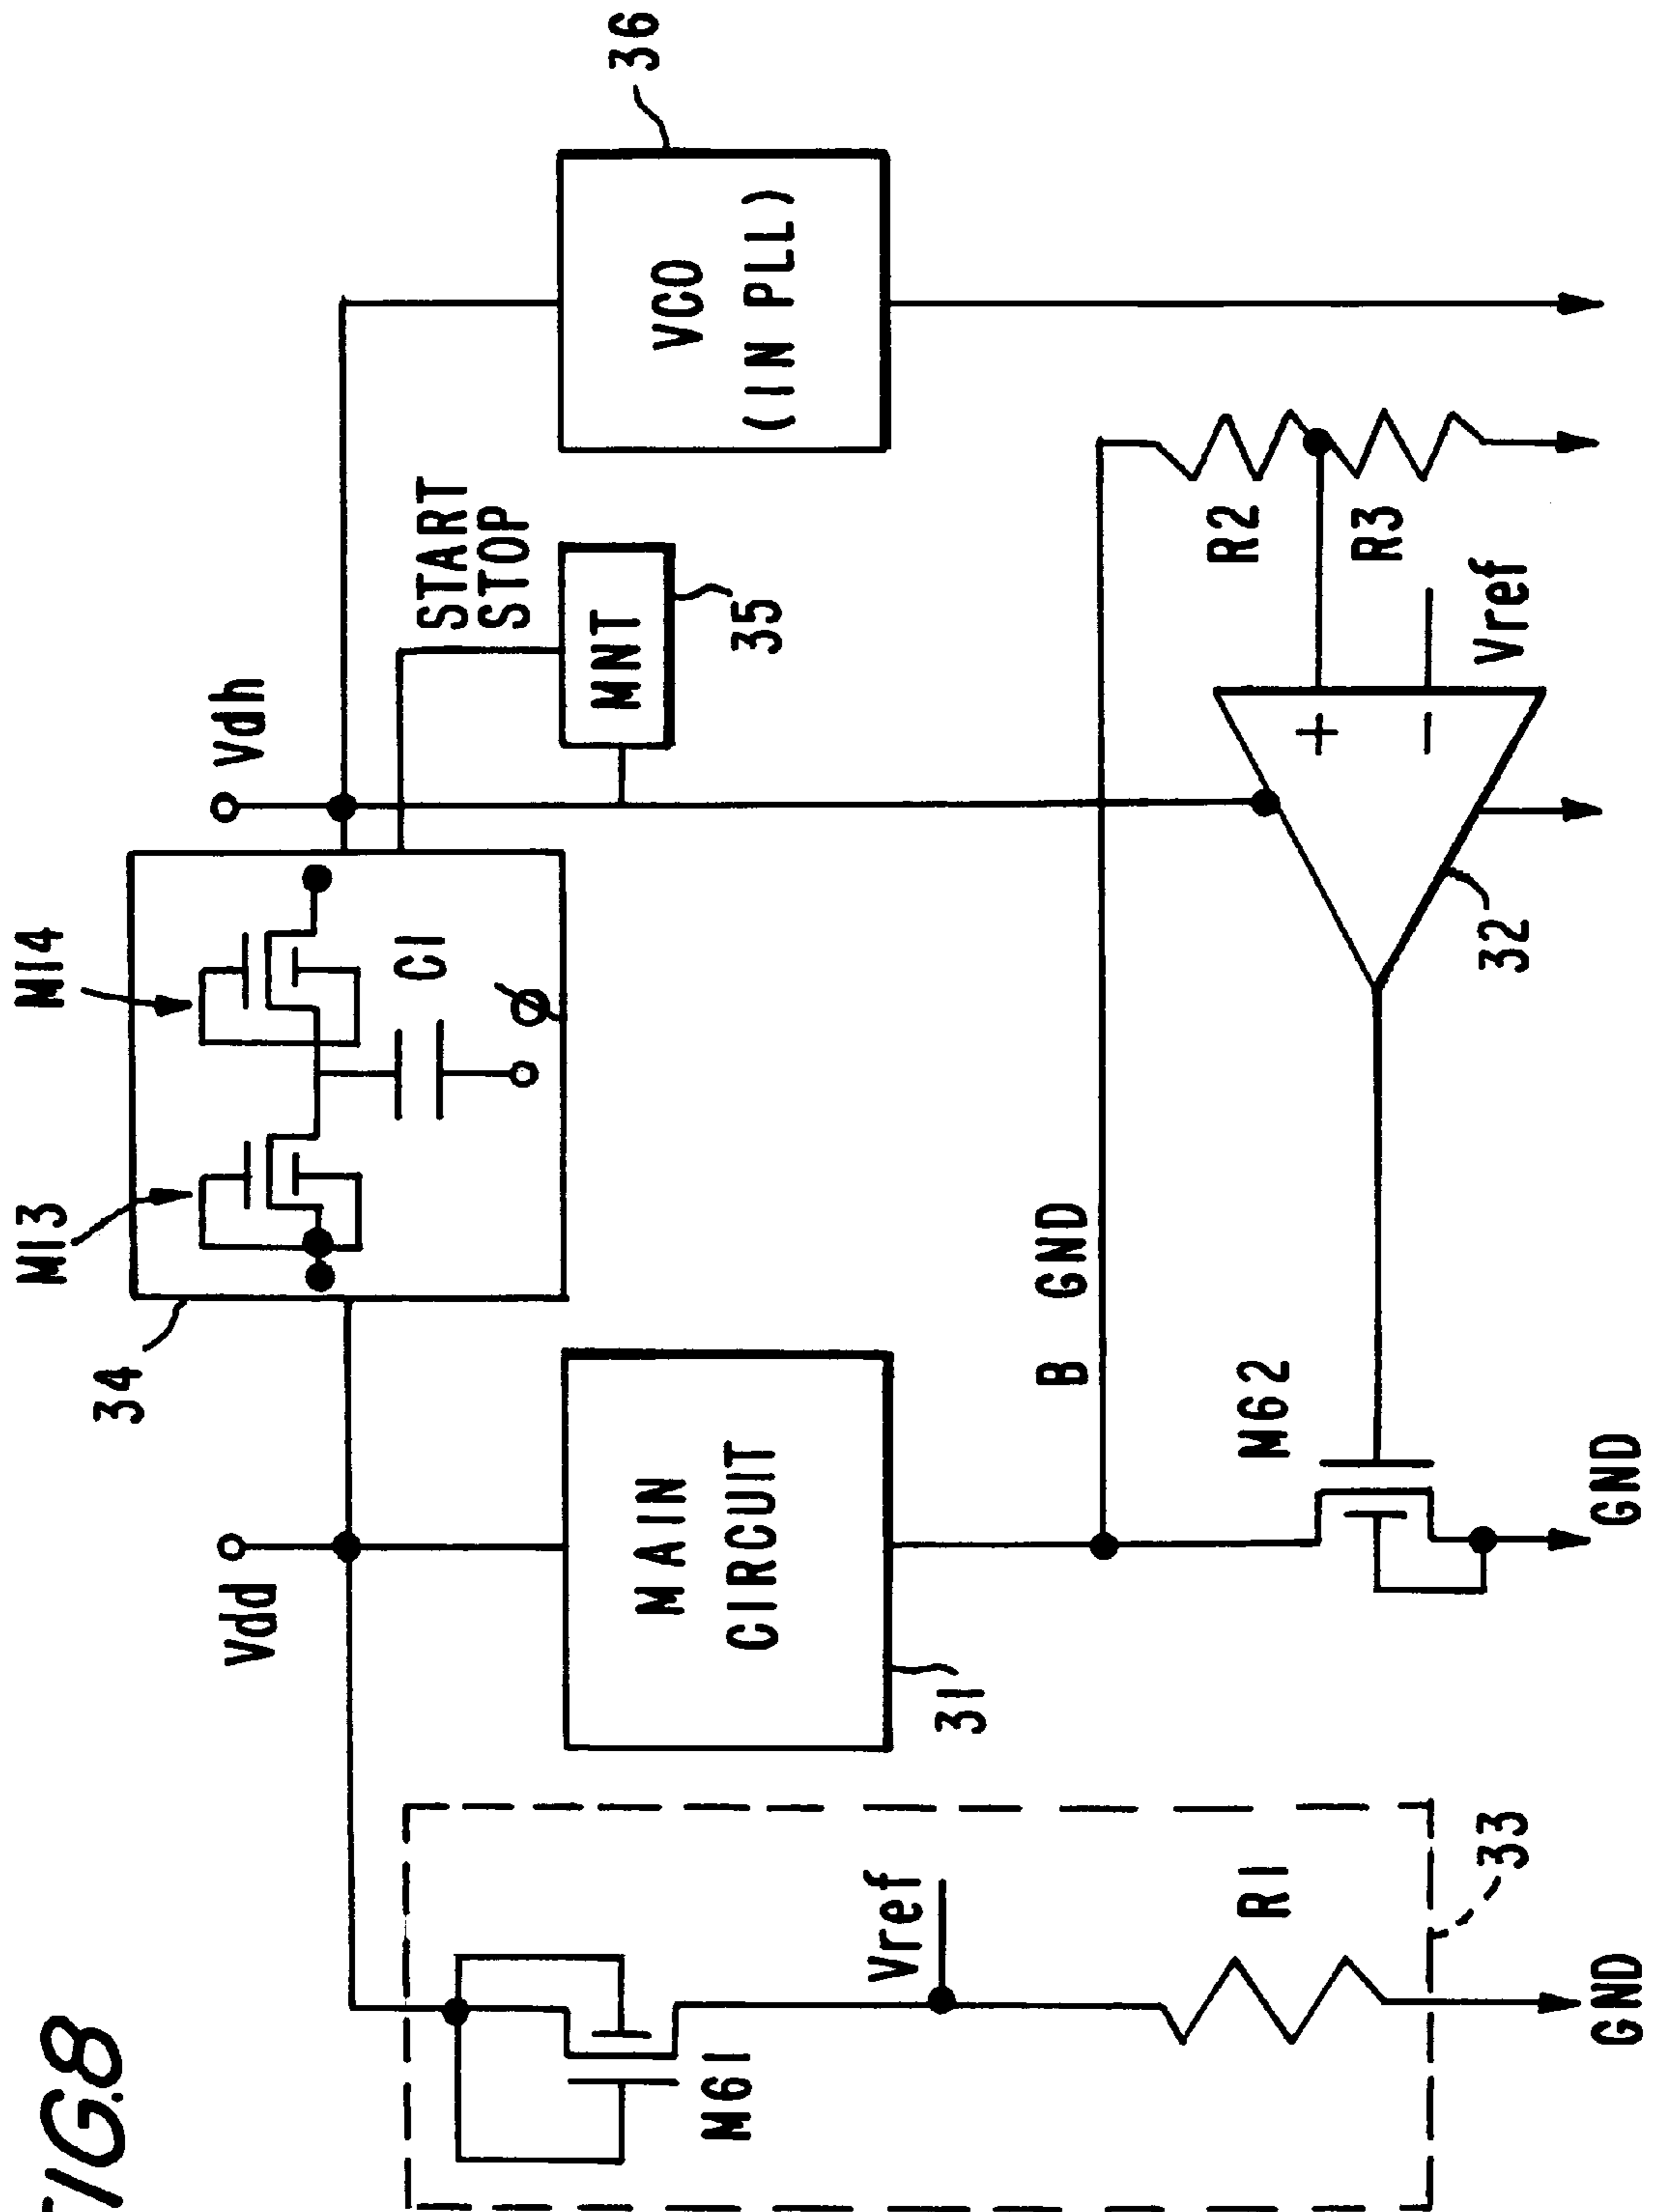 FIG.8
Vdd
Vdh
34
M13
M14
C1
Ø
START
STOP
MNT
35
36
VCO
(IN PLL)
MAIN
CIRCUIT
31
M61
Vref
R1
33
GND
B GND
M62
GND
32
+
−
Vref
R2
R3